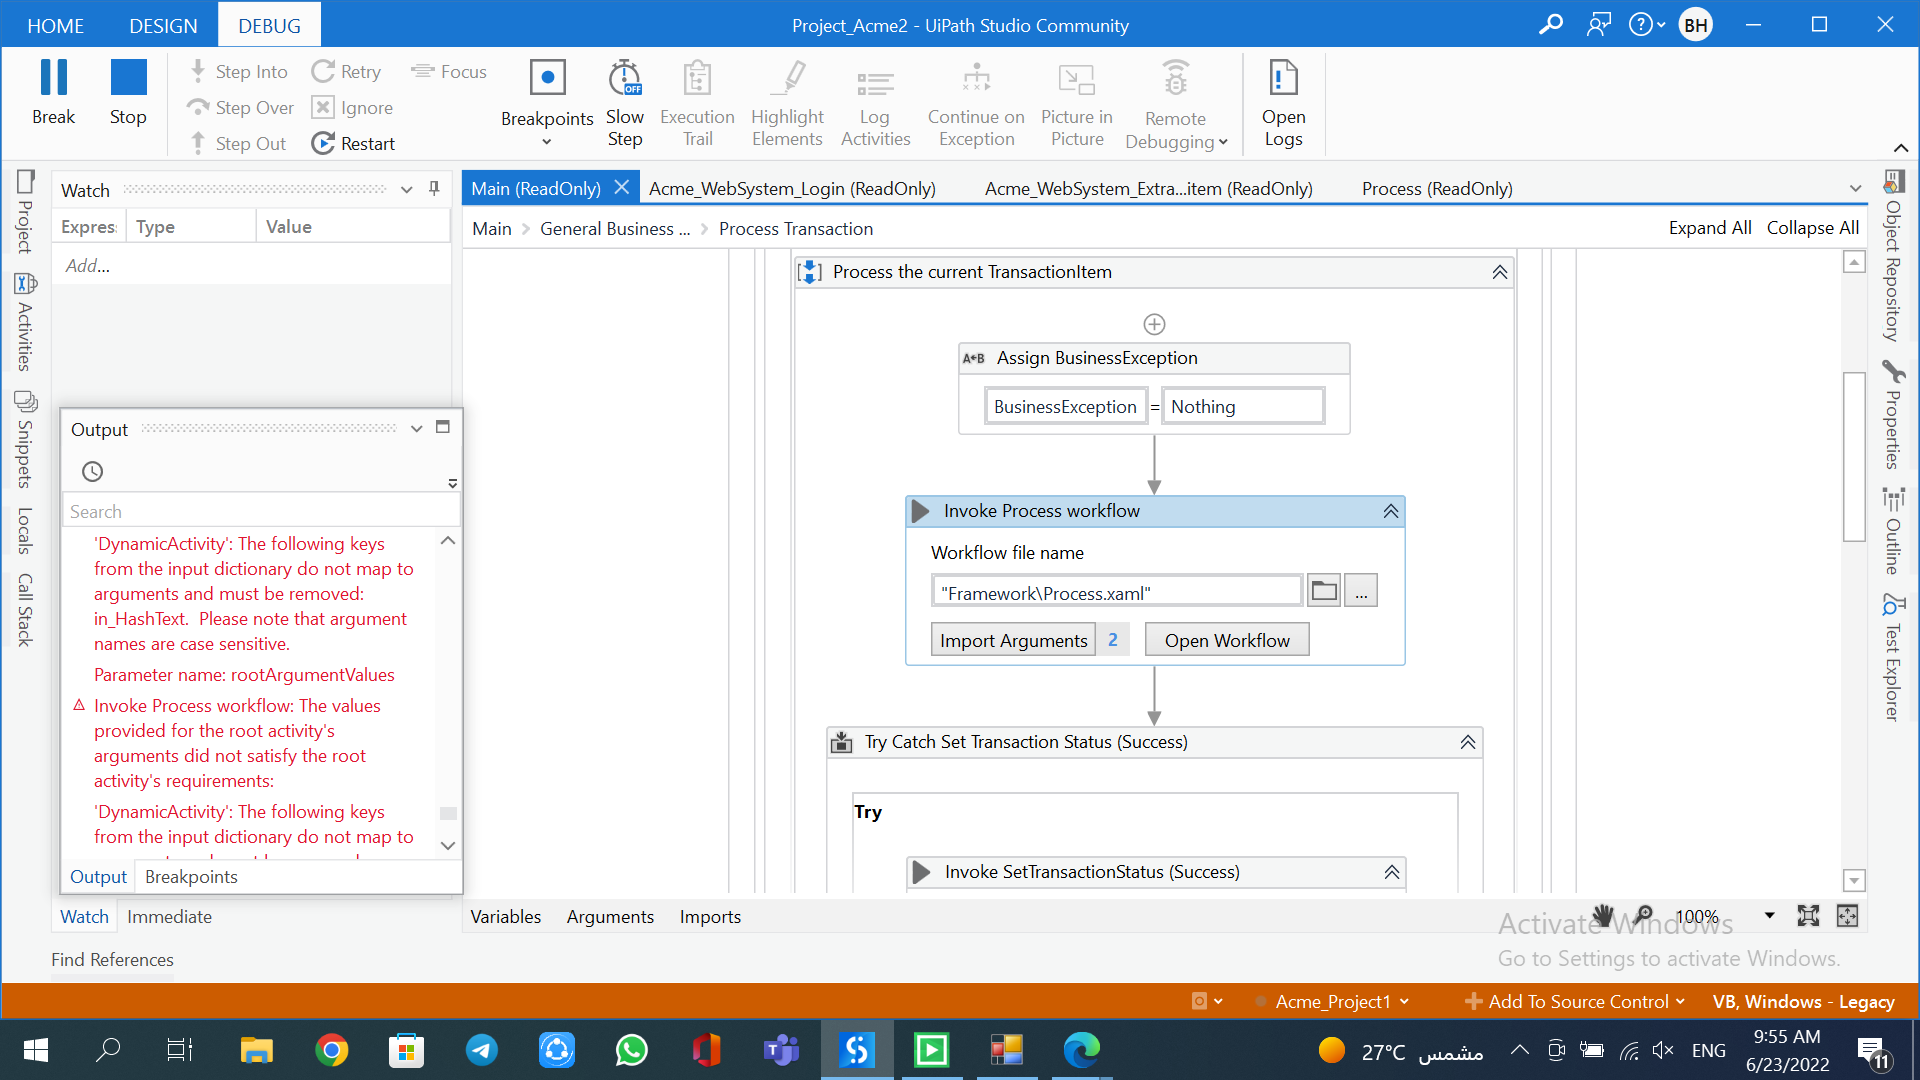 HOME DESIGN DEBUG Project_Acme2 - UiPath Studio Community BH
Break Stop
Step Into Retry Focus
Step Over Ignore
Step Out Restart
Breakpoints Slow Step Execution Trail Highlight Elements Log Activities Continue on Exception Picture in Picture Remote Debugging Open Logs
Project
Activities
Snippets
Locals
Call Stack
Watch
Expres: Type Value
Add...
Output
Search
'DynamicActivity': The following keys
from the input dictionary do not map to
arguments and must be removed:
in_HashText. Please note that argument
names are case sensitive.
Parameter name: rootArgumentValues
Invoke Process workflow: The values
provided for the root activity's
arguments did not satisfy the root
activity's requirements:
'DynamicActivity': The following keys
from the input dictionary do not map to
Output Breakpoints
Watch Immediate
Find References
Main (ReadOnly) Acme_WebSystem_Login (ReadOnly) Acme_WebSystem_Extra...item (ReadOnly) Process (ReadOnly)
Main > General Business ... > Process Transaction Expand All Collapse All
Process the current TransactionItem
A←B Assign BusinessException
BusinessException = Nothing
Invoke Process workflow
Workflow file name
"Framework\Process.xaml" ...
Import Arguments 2 Open Workflow
Try Catch Set Transaction Status (Success)
Try
Invoke SetTransactionStatus (Success)
Variables Arguments Imports 100%
Activate Windows
Go to Settings to activate Windows.
Object Repository
Properties
Outline
Test Explorer
Acme_Project1 Add To Source Control VB, Windows - Legacy
27°C مشمس ENG 9:55 AM
6/23/2022 11